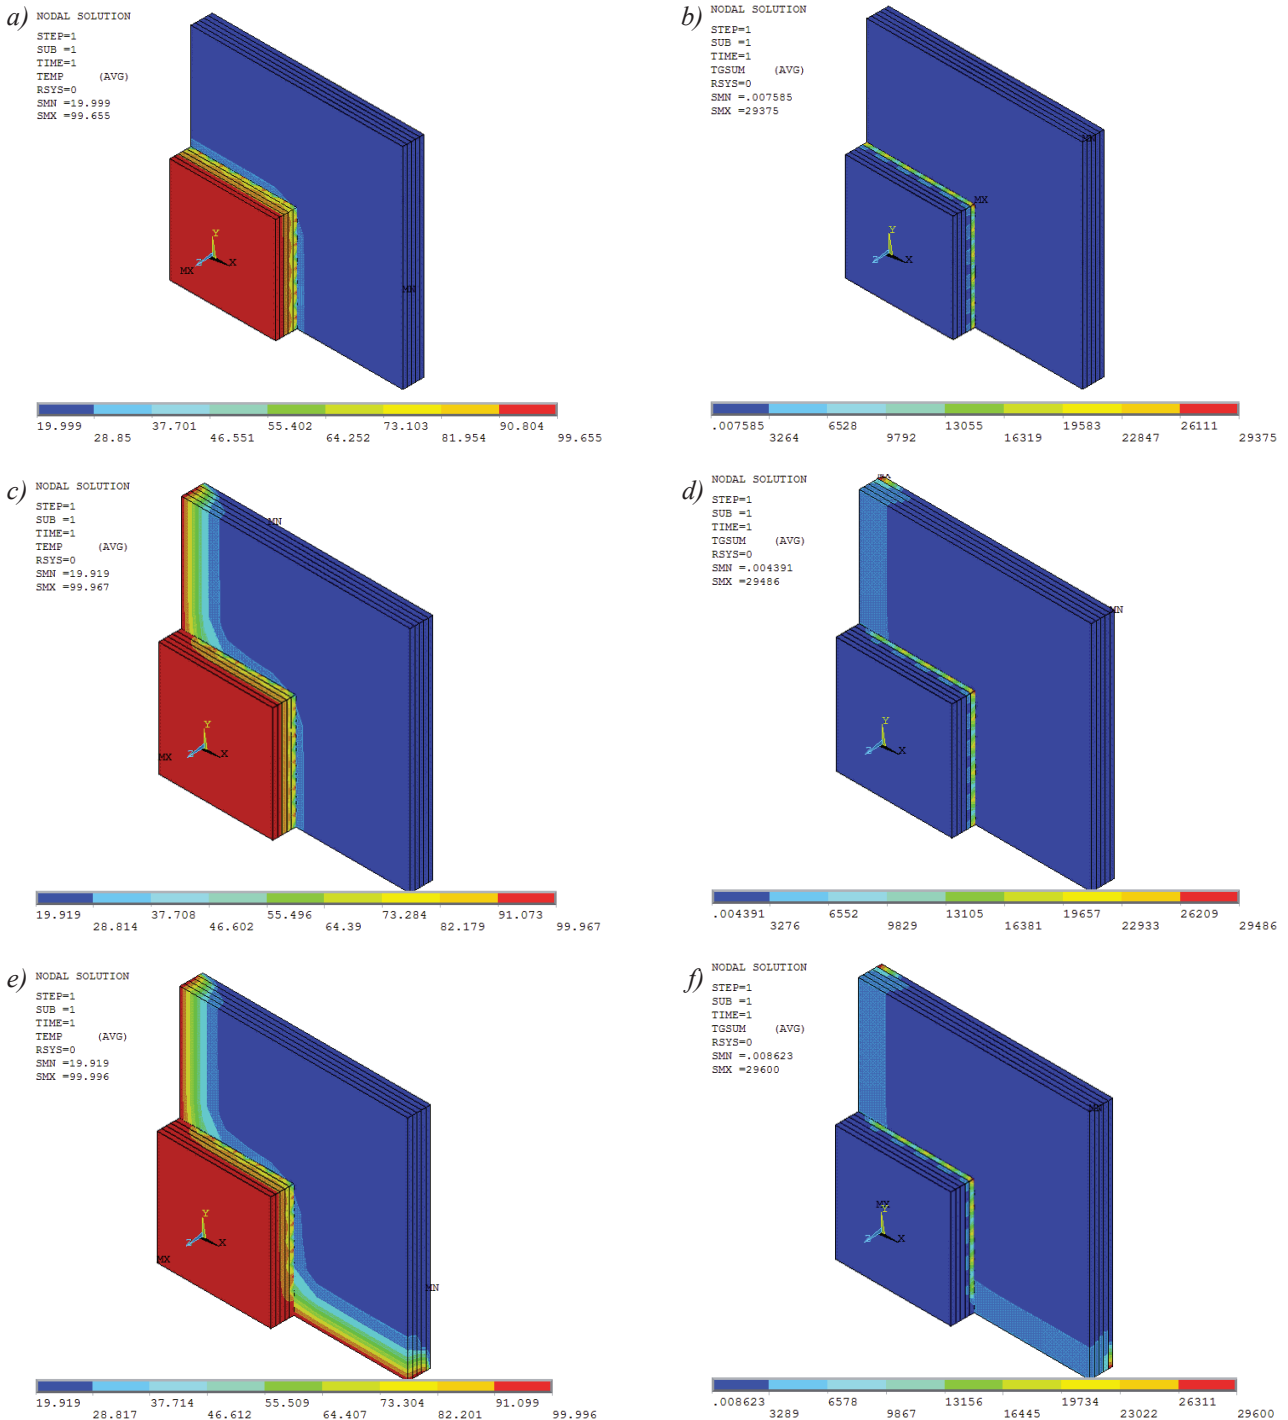 a)
NODAL SOLUTION
STEP=1
SUB =1
TIME=1
TEMP (AVG)
RSYS=0
SMN =19.999
SMX =99.655
Y
Z
X
MX
MN
19.999 37.701 55.402 73.103 90.804
28.85 46.551 64.252 81.954 99.655
b)
NODAL SOLUTION
STEP=1
SUB =1
TIME=1
TGSUM (AVG)
RSYS=0
SMN =.007585
SMX =29375
MN
MX
Y
Z
X
.007585 6528 13055 19583 26111
3264 9792 16319 22847 29375
c)
NODAL SOLUTION
STEP=1
SUB =1
TIME=1
TEMP (AVG)
RSYS=0
SMN =19.919
SMX =99.967
MN
Y
Z
X
MX
19.919 37.708 55.496 73.284 91.073
28.814 46.602 64.39 82.179 99.967
d)
NODAL SOLUTION
STEP=1
SUB =1
TIME=1
TGSUM (AVG)
RSYS=0
SMN =.004391
SMX =29486
MN
Y
Z
X
.004391 6552 13105 19657 26209
3276 9829 16381 22933 29486
e)
NODAL SOLUTION
STEP=1
SUB =1
TIME=1
TEMP (AVG)
RSYS=0
SMN =19.919
SMX =99.996
Y
Z
X
MX
MN
19.919 37.714 55.509 73.304 91.099
28.817 46.612 64.407 82.201 99.996
f)
NODAL SOLUTION
STEP=1
SUB =1
TIME=1
TGSUM (AVG)
RSYS=0
SMN =.008623
SMX =29600
MN
MX
Y
Z
X
.008623 6578 13156 19734 26311
3289 9867 16445 23022 29600